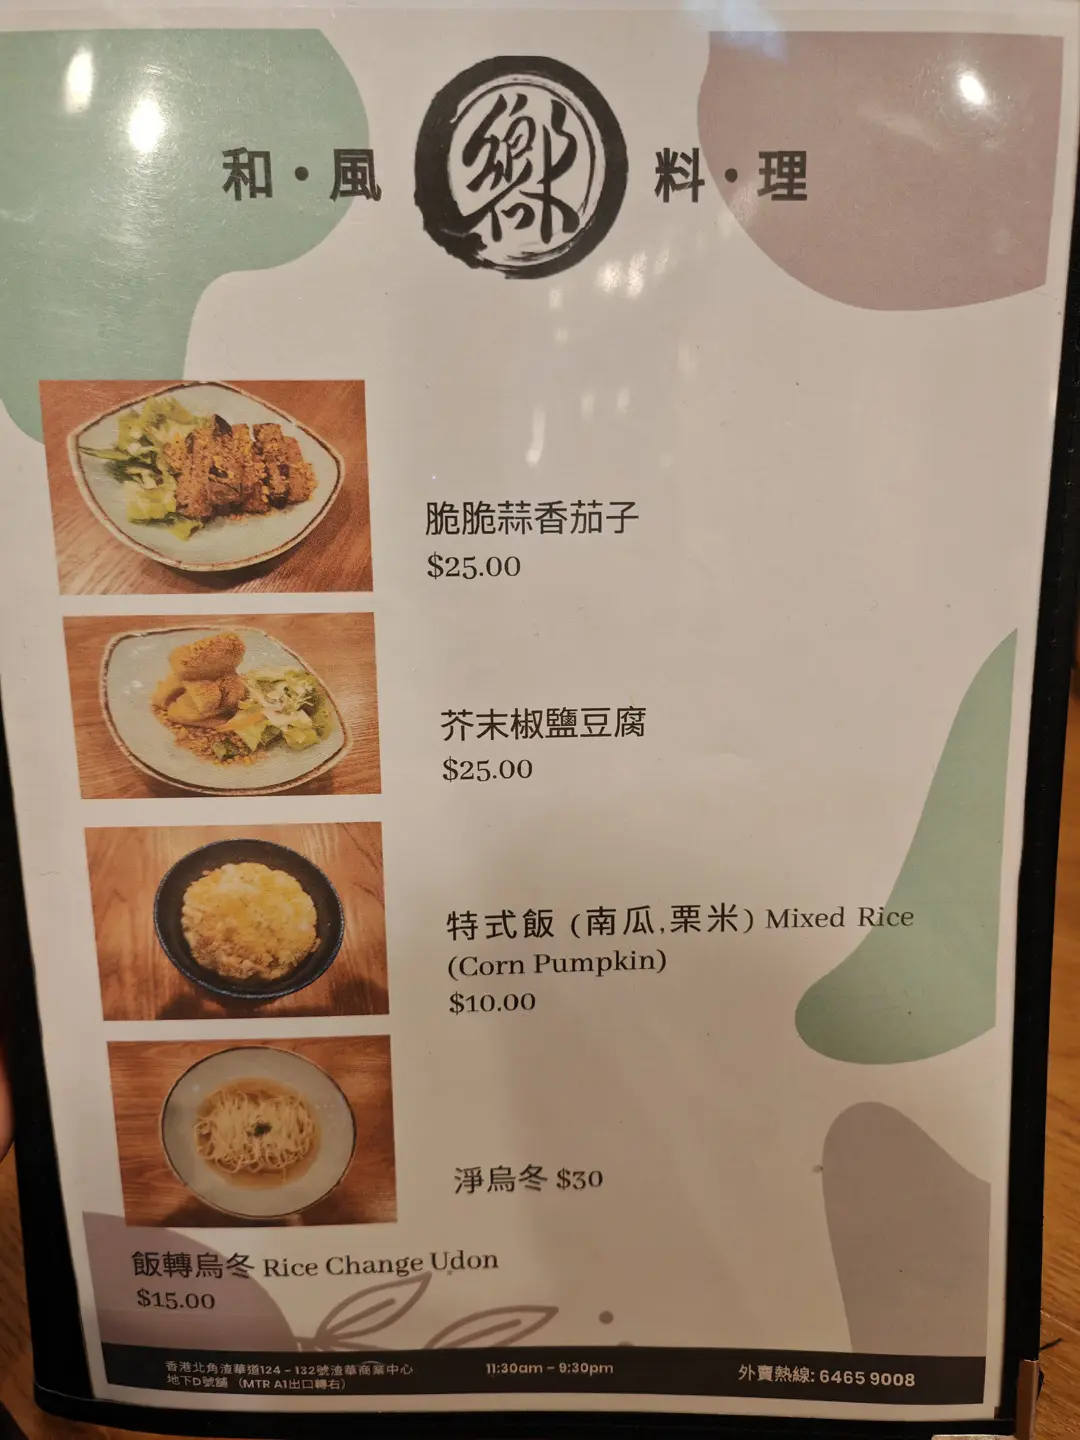 和・風 鄉 料・理
脆脆蒜香茄子
$25.00
芥末椒鹽豆腐
$25.00
特式飯 (南瓜,栗米) Mixed Rice
(Corn Pumpkin)
$10.00
淨烏冬 $30
飯轉烏冬 Rice Change Udon
$15.00
香港北角渣華道124 - 132號渣華商業中心
地下D號舖 (MTR A1出口轉右)
11:30am - 9:30pm
外賣熱線: 6465 9008